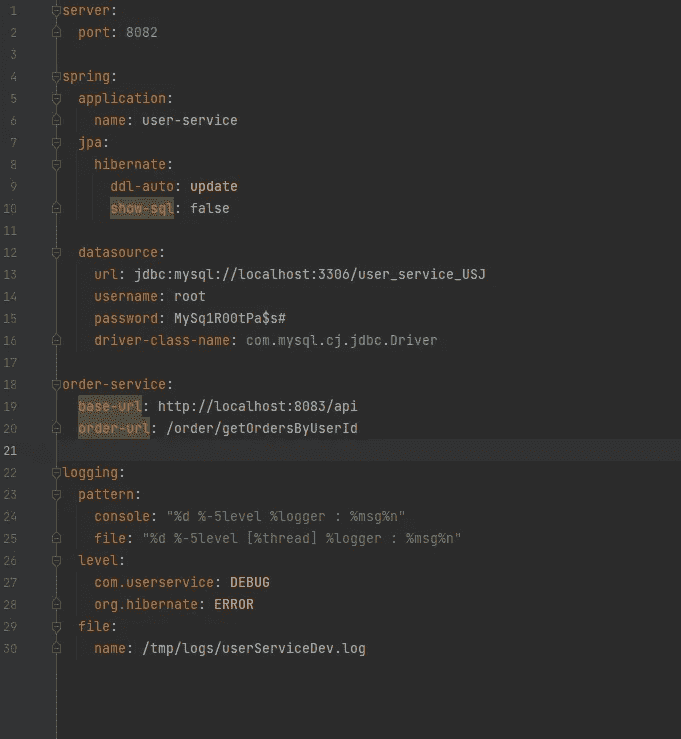 1 server:
2   port: 8082
3
4 spring:
5   application:
6     name: user-service
7   jpa:
8     hibernate:
9       ddl-auto: update
10       show-sql: false
11
12   datasource:
13     url: jdbc:mysql://localhost:3306/user_service_USJ
14     username: root
15     password: MySq1R00tPa$s#
16     driver-class-name: com.mysql.cj.jdbc.Driver
17
18 order-service:
19   base-url: http://localhost:8083/api
20   order-url: /order/getOrdersByUserId
21
22 logging:
23   pattern:
24     console: "%d %-5level %logger : %msg%n"
25     file: "%d %-5level [%thread] %logger : %msg%n"
26   level:
27     com.userservice: DEBUG
28     org.hibernate: ERROR
29   file:
30     name: /tmp/logs/userServiceDev.log